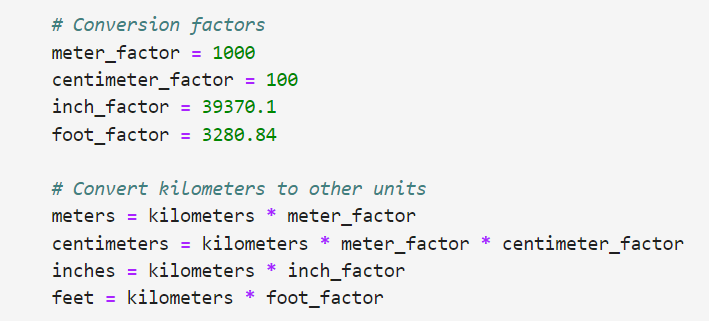 # Conversion factors
meter_factor = 1000
centimeter_factor = 100
inch_factor = 39370.1
foot_factor = 3280.84
# Convert kilometers to other units
meters = kilometers * meter_factor
centimeters = kilometers * meter_factor * centimeter_factor
inches = kilometers * inch_factor
feet = kilometers * foot_factor